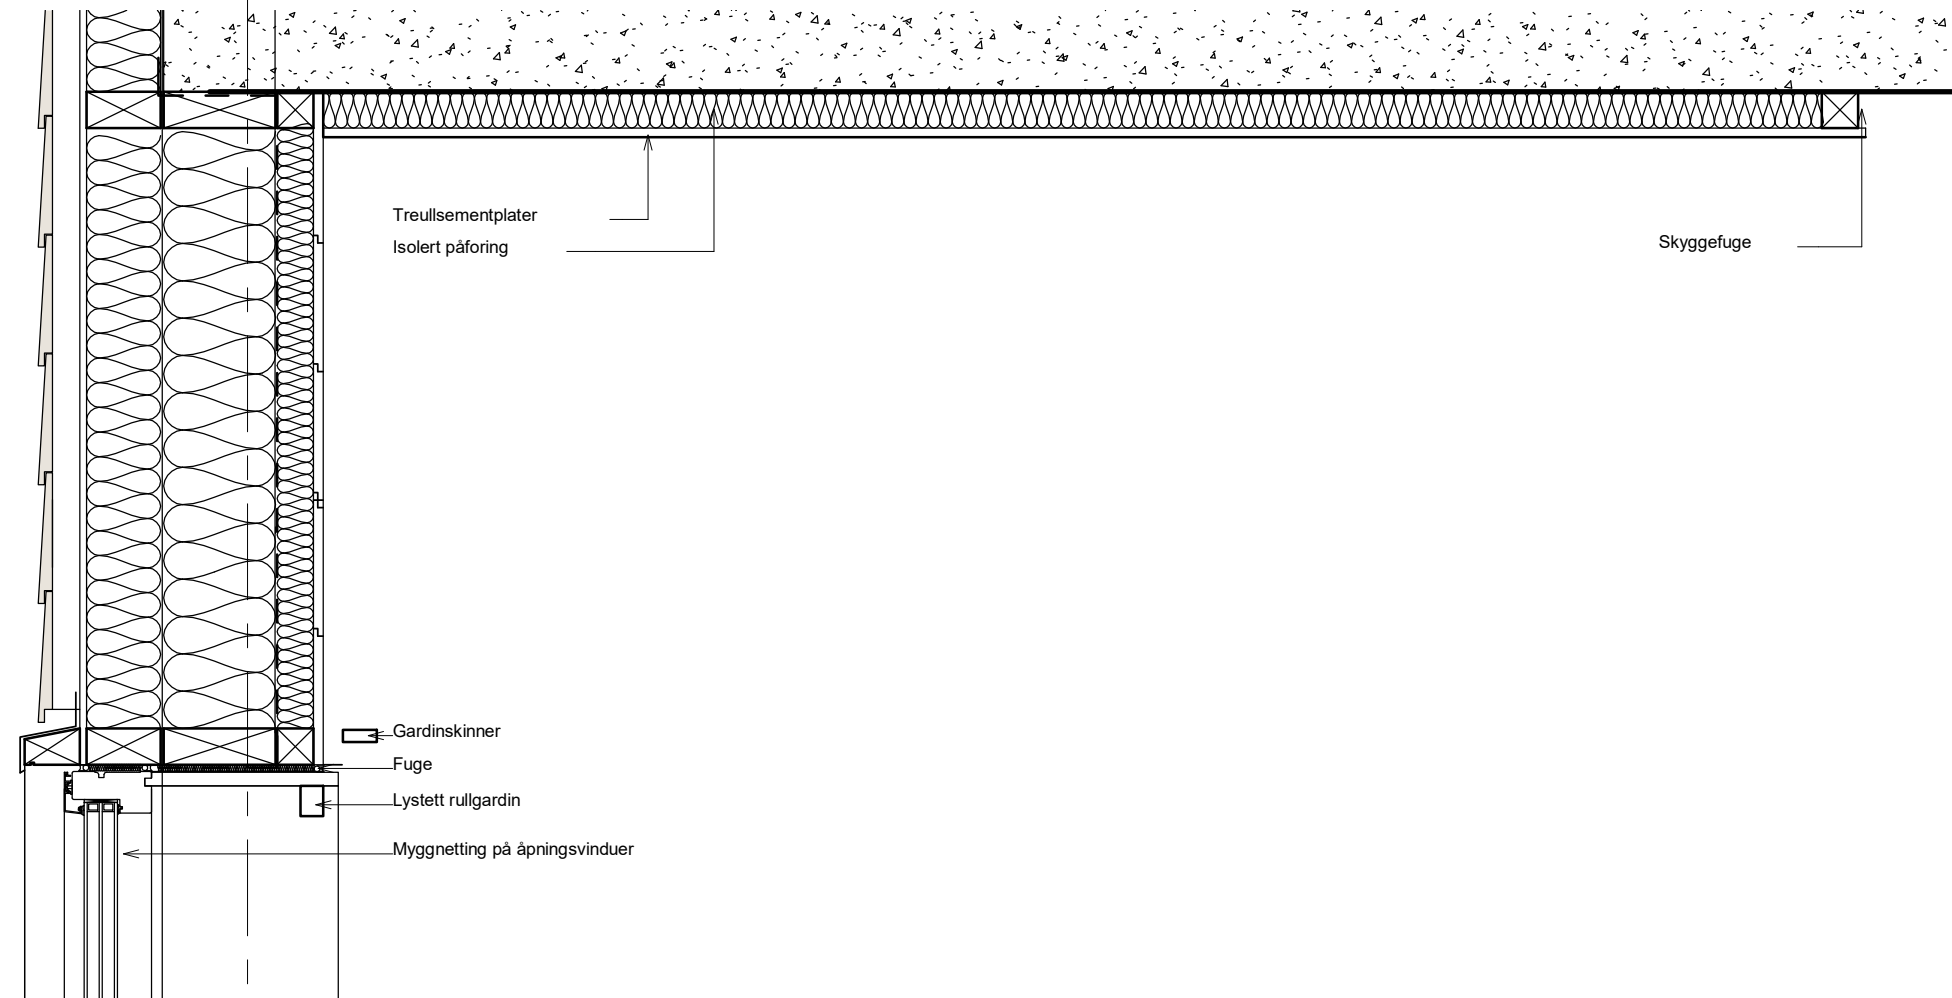 Treullsementplater
Isolert påforing
Skyggefuge
Gardinskinner
Fuge
Lystett rullgardin
Myggnetting på åpningsvinduer